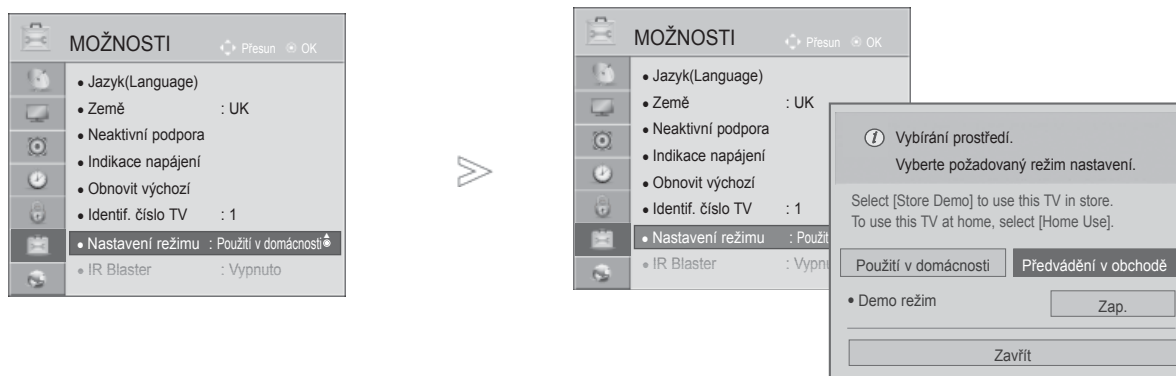 MOŽNOSTI
Přesun OK
• Jazyk(Language)
• Země : UK
• Neaktivní podpora
• Indikace napájení
• Obnovit výchozí
• Identif. číslo TV : 1
• Nastavení režimu : Použití v domácnosti
• IR Blaster : Vypnuto
MOŽNOSTI
Přesun OK
• Jazyk(Language)
• Země : UK
• Neaktivní podpora
• Indikace napájení
• Obnovit výchozí
• Identif. číslo TV : 1
• Nastavení režimu : Použit
• IR Blaster : Vypn
Vybírání prostředí.
Vyberte požadovaný režim nastavení.
Select [Store Demo] to use this TV in store.
To use this TV at home, select [Home Use].
Použití v domácnosti Předvádění v obchodě
• Demo režim Zap.
Zavřít